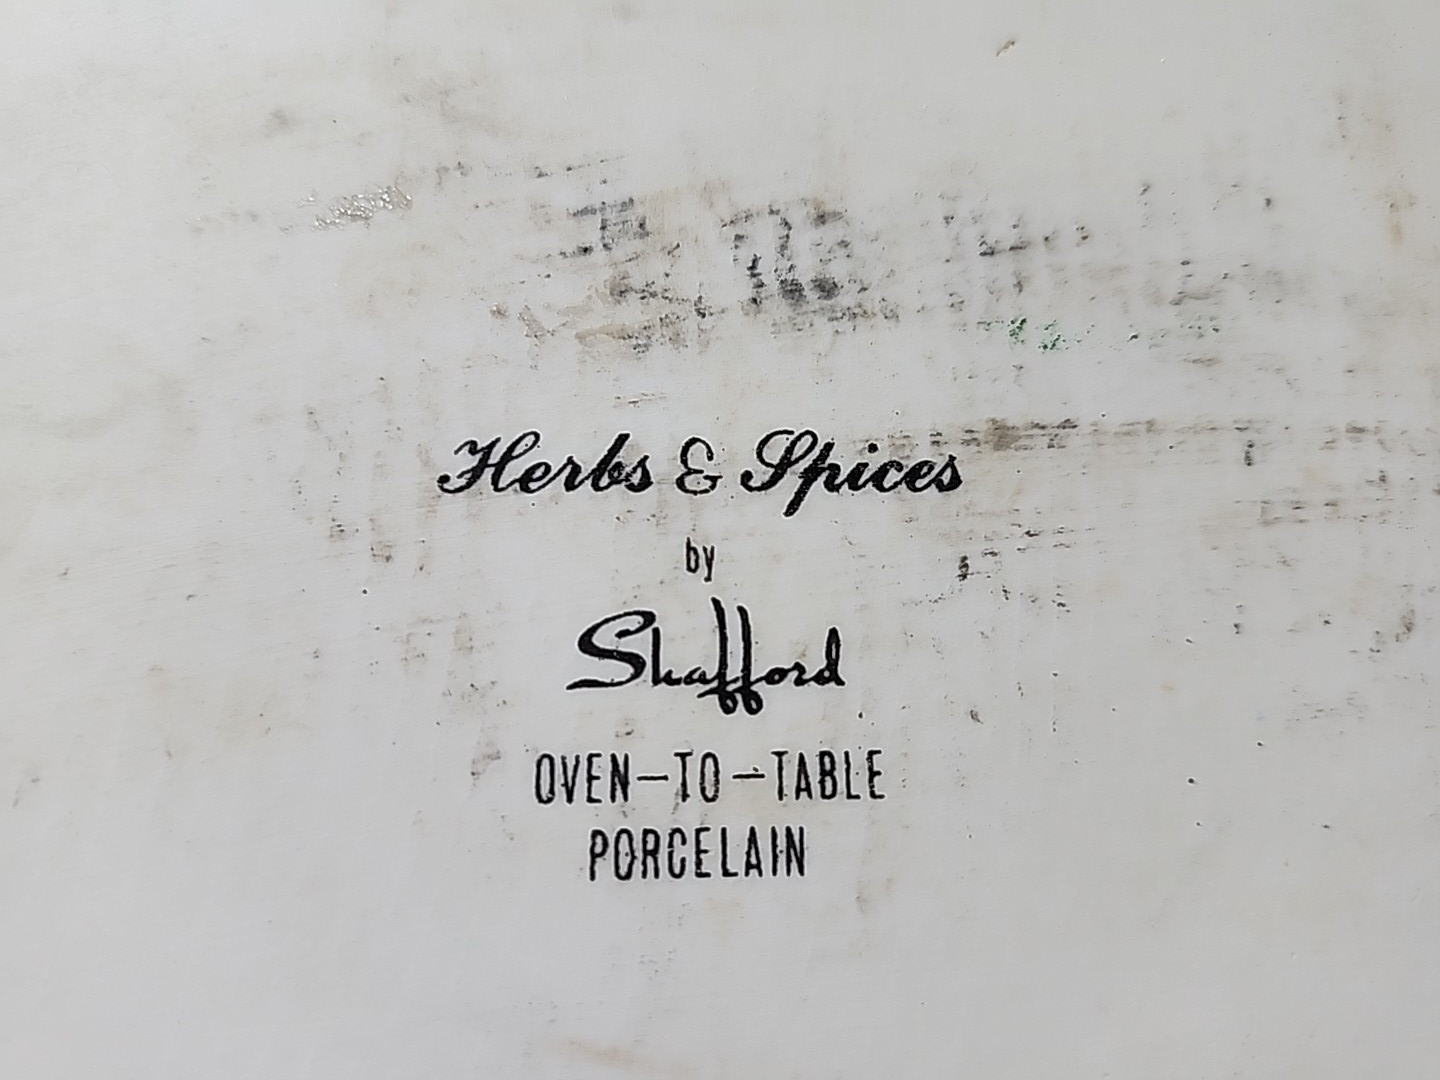 Herbs & Spices
by
Shafford
OVEN-TO-TABLE
PORCELAIN